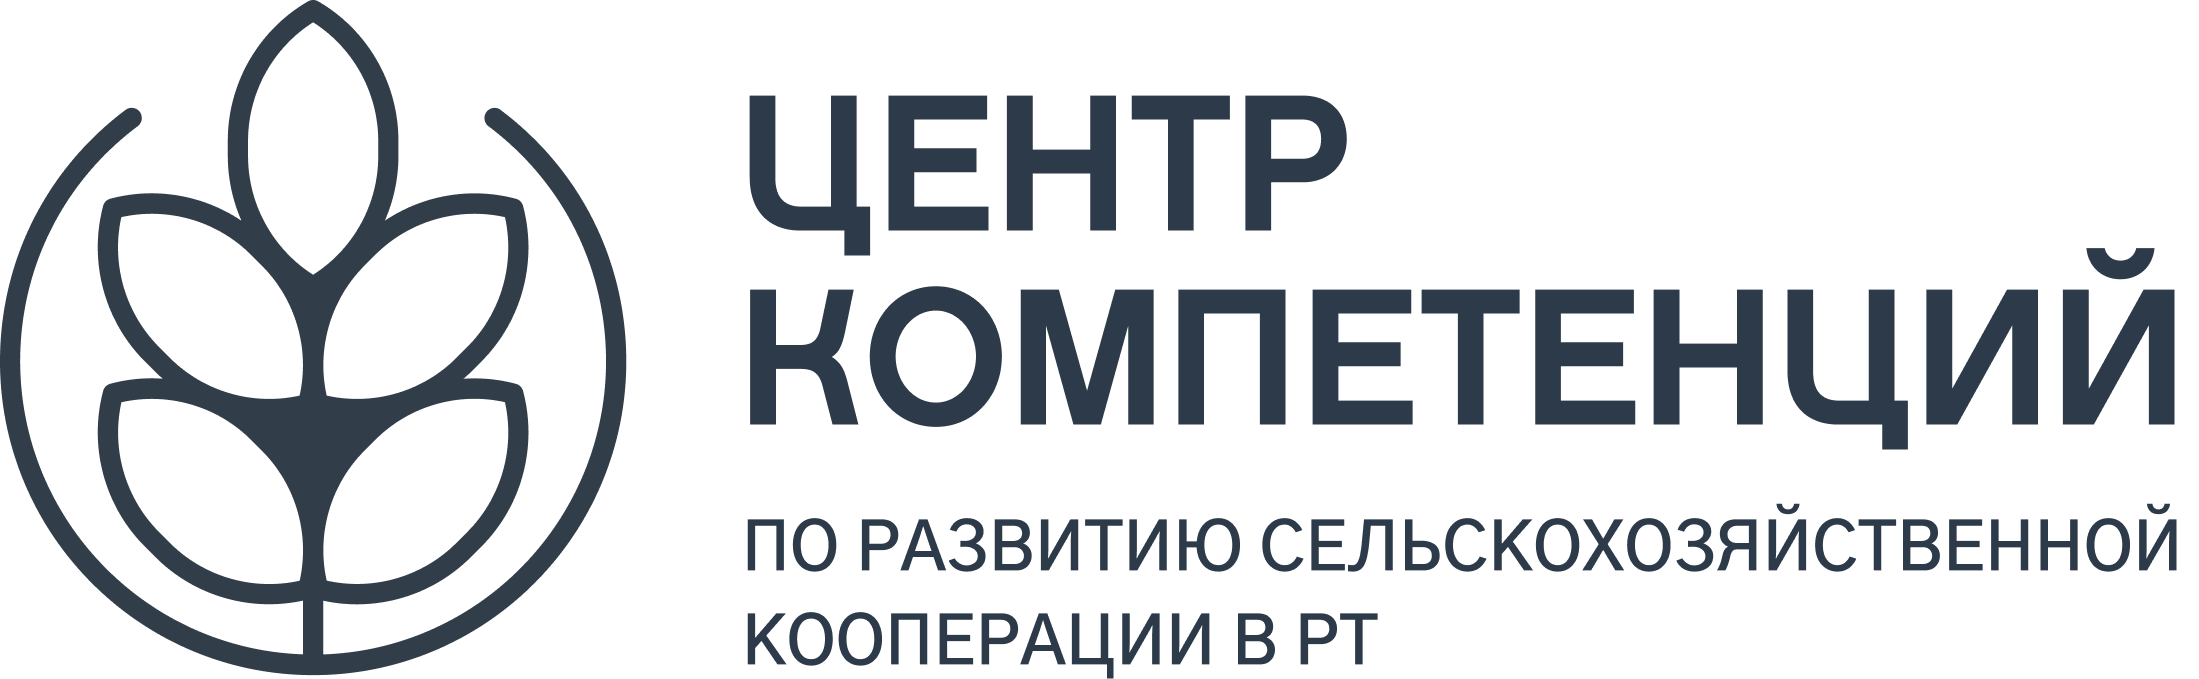 ЦЕНТР
КОМПЕТЕНЦИЙ
ПО РАЗВИТИЮ СЕЛЬСКОХОЗЯЙСТВЕННОЙ
КООПЕРАЦИИ В РТ